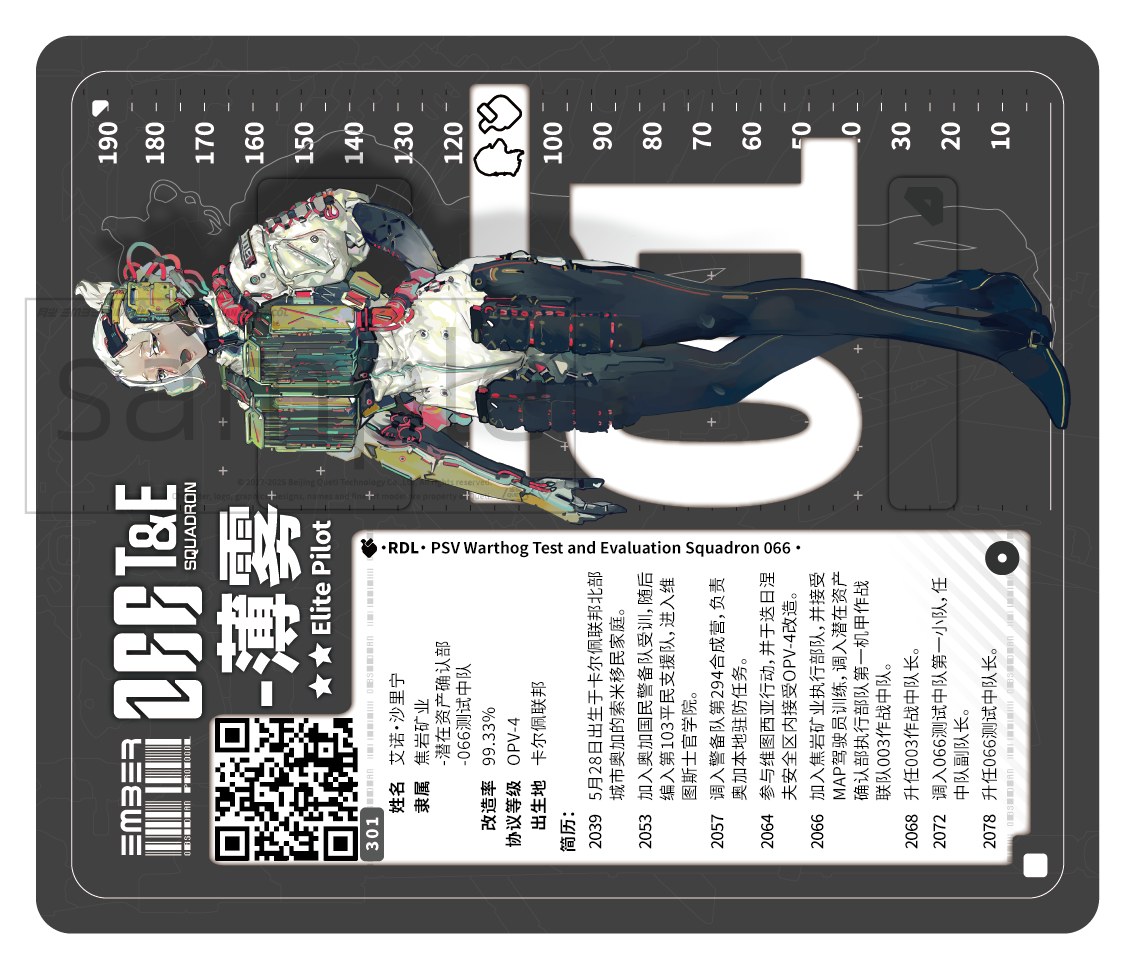 EMBER
T&E
SQUADRON
-薄雾
★★ Elite Pilot
301
•RDL• PSV Warthog Test and Evaluation Squadron 066 •
姓名 艾诺·沙里宁
隶属 焦岩矿业
-潜在资产确认部
-066测试中队
改造率 99.33%
协议等级 OPV-4
出生地 卡尔佩联邦
简历：
2039 5月28日出生于卡尔佩联邦北部
城市奥加的索米移民家庭。
2053 加入奥加国民警备队受训，随后
编入第103平民支援队，进入维
图斯士官学院。
2057 调入警备队第294合成营，负责
奥加本地驻防任务。
2064 参与维图西亚行动，并于迭日涅
夫安全区内接受OPV-4改造。
2066 加入焦岩矿业执行部队，并接受
MAP驾驶员训练，调入潜在资产
确认部执行部队第一机甲作战
联队003作战中队。
2068 升任003作战中队长。
2072 调入066测试中队第一小队，任
中队副队长。
2078 升任066测试中队长。
190
180
170
160
150
140
130
120
100
90
80
70
50
30
20
10
01
4
sample